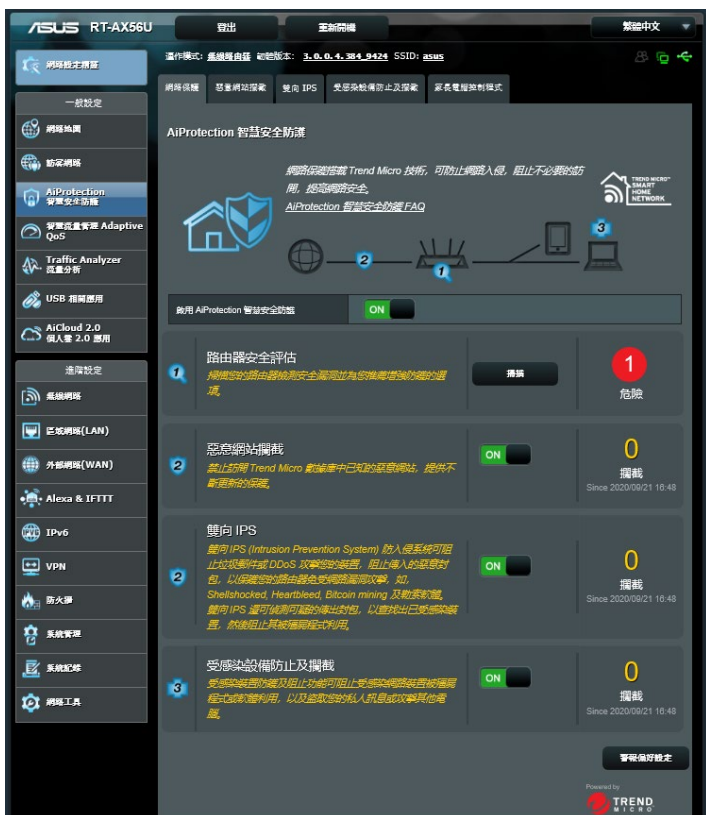 ASUS RT-AX56U
登出
重新開機
繁體中文
操作模式: 無線路由器 韌體版本: 3.0.0.4.384_9424 SSID: asus
網路設定精靈
一般設定
網路地圖
訪客網路
AiProtection
智慧安全防護
智慧流量管理 Adaptive
QoS
Traffic Analyzer
流量分析
USB 相關應用
AiCloud 2.0
個人雲 2.0 應用
進階設定
無線網路
區域網路(LAN)
外部網路(WAN)
Alexa & IFTTT
IPv6
VPN
防火牆
系統管理
系統記錄
網路工具
網路保護
惡意網站攔截
雙向 IPS
受感染設備防止及攔截
家長電腦控制程式
AiProtection 智慧安全防護
網路保護搭載 Trend Micro 技術，可防止網路入侵，阻止不必要的訪
問，提高網路安全。
AiProtection 智慧安全防護 FAQ
TREND MICRO™
SMART
HOME
NETWORK
1
2
3
啟用 AiProtection 智慧安全防護
ON
1
路由器安全評估
掃描您的路由器檢測安全漏洞並為您推薦增強防護的選
項。
掃描
1
危險
2
惡意網站攔截
禁止訪問 Trend Micro 數據庫中已知的惡意網站，提供不
斷更新的保護。
ON
0
攔截
Since 2020/09/21 16:48
2
雙向 IPS
雙向 IPS (Intrusion Prevention System) 防入侵系統可阻
止垃圾郵件或 DDoS 攻擊您的裝置，阻止傳入的惡意封
包，以保護您的路由器免受網路漏洞攻擊，如，
Shellshocked, Heartbleed, Bitcoin mining 及勒索軟體。
雙向 IPS 還可偵測可疑的傳出封包，以查找出已受感染裝
置，然後阻止其被殭屍程式利用。
ON
0
攔截
Since 2020/09/21 16:48
3
受感染設備防止及攔截
受感染裝置防護及阻止功能可阻止受感染網路裝置被殭屍
程式或軟體利用，以及盜取您的私人訊息或攻擊其他電
腦。
ON
0
攔截
Since 2020/09/21 16:48
警報偏好設定
Powered by
TREND
MICRO